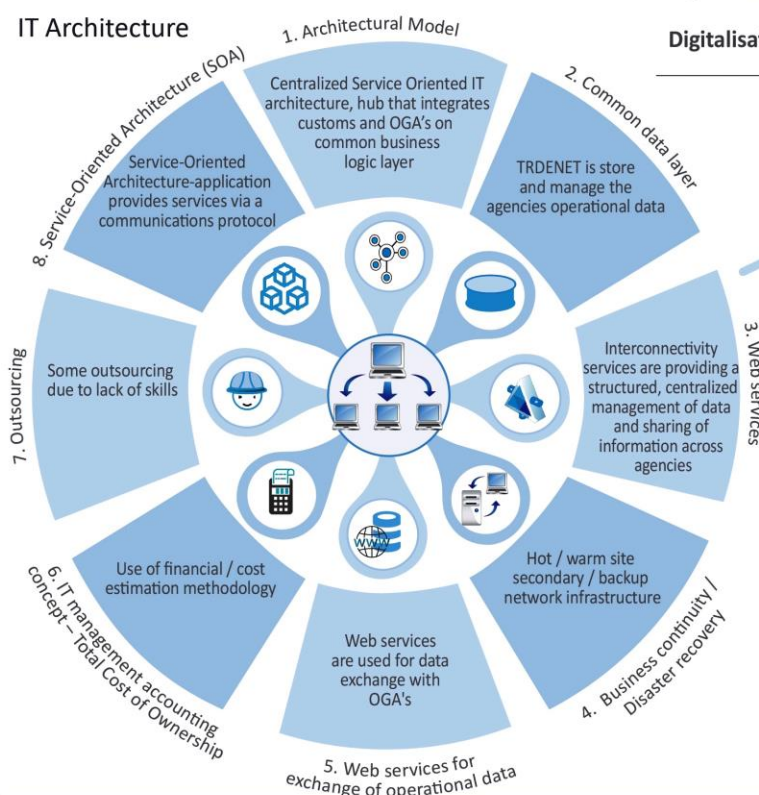 IT Architecture
Digitalisa
1. Architectural Model
Centralized Service Oriented IT
architecture, hub that integrates
customs and OGA's on
common business
logic layer
2. Common data layer
TRDENET is store
and manage the
agencies operational data
3. Web services
Interconnectivity
services are providing a
structured, centralized
management of data
and sharing of
information across
agencies
4. Business continuity /
Disaster recovery
Hot / warm site
secondary / backup
network infrastructure
5. Web services for
exchange of operational data
Web services
are used for data
exchange with
OGA's
6. IT management accounting
concept – Total Cost of Ownership
Use of financial / cost
estimation methodology
7. Outsourcing
Some outsourcing
due to lack of skills
8. Service-Oriented Architecture (SOA)
Service-Oriented
Architecture-application
provides services via a
communications protocol
WWW